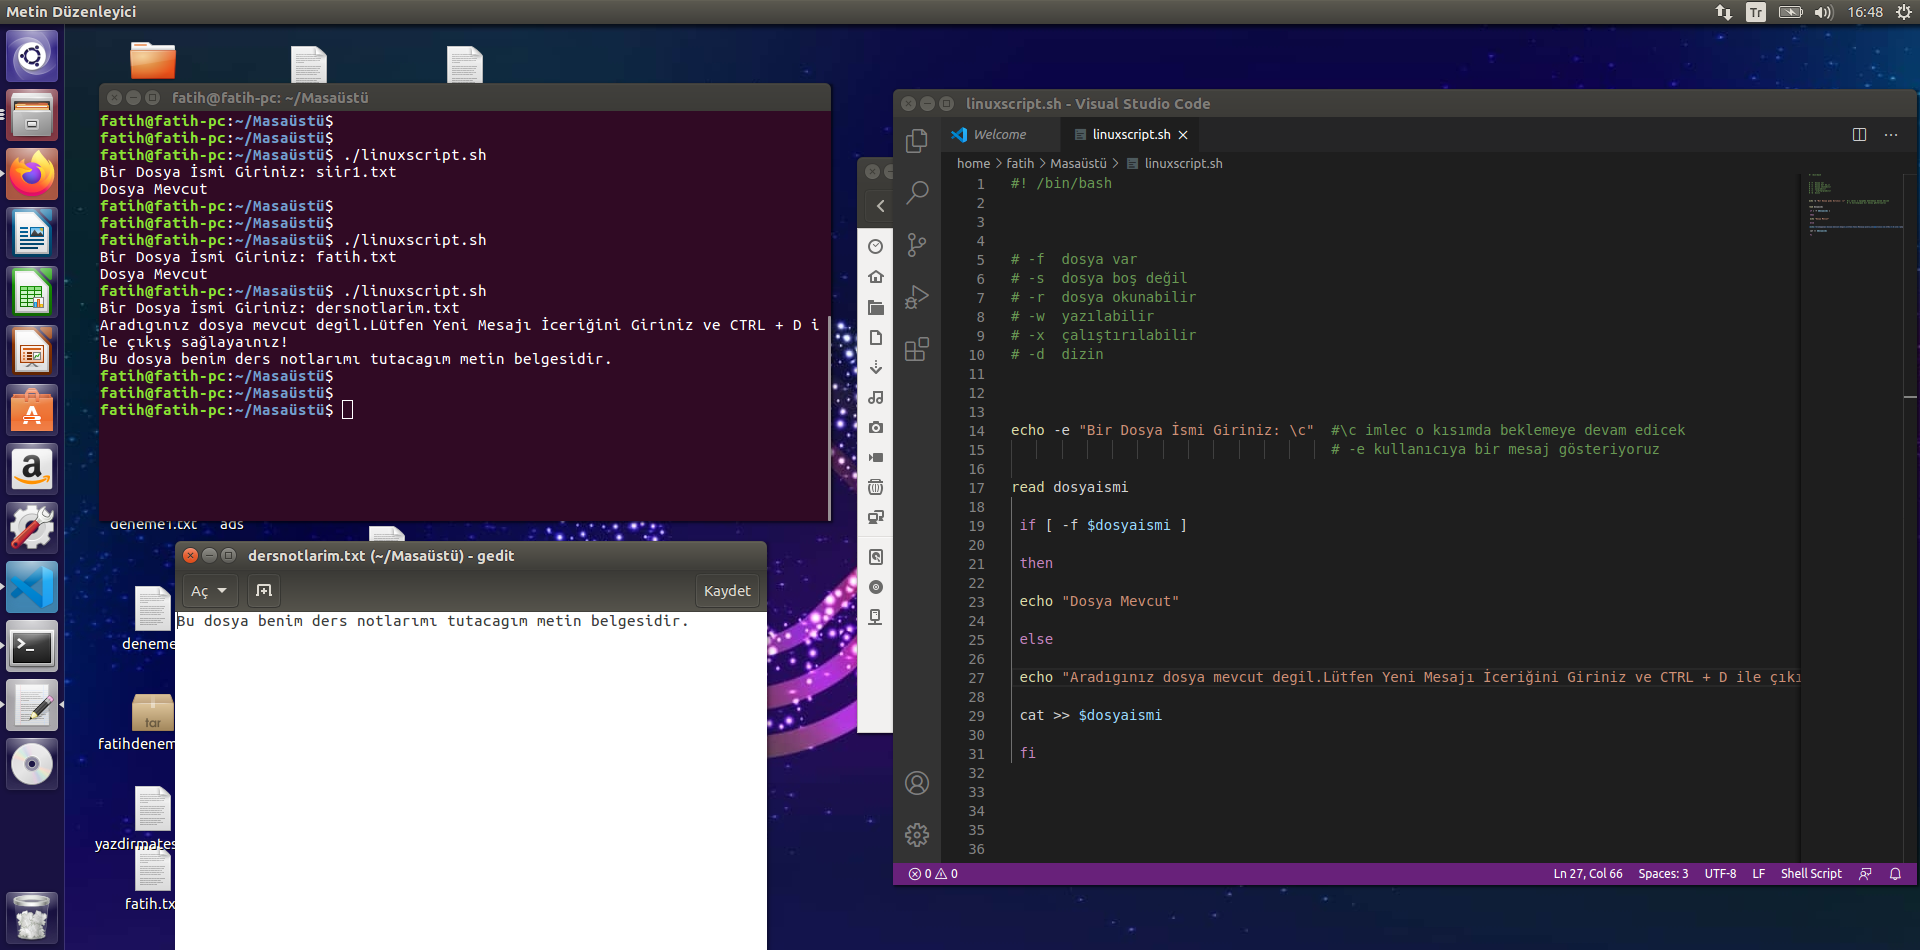 Metin Düzenleyici
Tr
16:48
fatih@fatih-pc: ~/Masaüstü
fatih@fatih-pc:~/Masaüstü$
fatih@fatih-pc:~/Masaüstü$
fatih@fatih-pc:~/Masaüstü$ ./linuxscript.sh
Bir Dosya İsmi Giriniz: siir1.txt
Dosya Mevcut
fatih@fatih-pc:~/Masaüstü$
fatih@fatih-pc:~/Masaüstü$
fatih@fatih-pc:~/Masaüstü$ ./linuxscript.sh
Bir Dosya İsmi Giriniz: fatih.txt
Dosya Mevcut
fatih@fatih-pc:~/Masaüstü$ ./linuxscript.sh
Bir Dosya İsmi Giriniz: dersnotlarim.txt
Aradıgınız dosya mevcut degil.Lütfen Yeni Mesajı İceriğini Giriniz ve CTRL + D i
le çıkış sağlayaınız!
Bu dosya benim ders notlarımı tutacagım metin belgesidir.
fatih@fatih-pc:~/Masaüstü$
fatih@fatih-pc:~/Masaüstü$
fatih@fatih-pc:~/Masaüstü$
deneme1.txt
ads
deneme
tar
fatihdenem
yazdirmates
fatih.tx
dersnotlarim.txt (~/Masaüstü) - gedit
Aç
Kaydet
Bu dosya benim ders notlarımı tutacagım metin belgesidir.
linuxscript.sh - Visual Studio Code
Welcome
linuxscript.sh
home > fatih > Masaüstü > linuxscript.sh
1 #! /bin/bash
2
3
4
5 # -f  dosya var
6 # -s  dosya boş değil
7 # -r  dosya okunabilir
8 # -w  yazılabilir
9 # -x  çalıştırılabilir
10 # -d  dizin
11
12
13
14 echo -e "Bir Dosya İsmi Giriniz: \c"  #\c imlec o kısımda beklemeye devam edicek
15 # -e kullanıcıya bir mesaj gösteriyoruz
16
17 read dosyaismi
18
19 if [ -f $dosyaismi ]
20
21 then
22
23 echo "Dosya Mevcut"
24
25 else
26
27 echo "Aradıgınız dosya mevcut degil.Lütfen Yeni Mesajı İceriğini Giriniz ve CTRL + D ile çıkı
28
29 cat >> $dosyaismi
30
31 fi
32
33
34
35
36
0
0
Ln 27, Col 66
Spaces: 3
UTF-8
LF
Shell Script